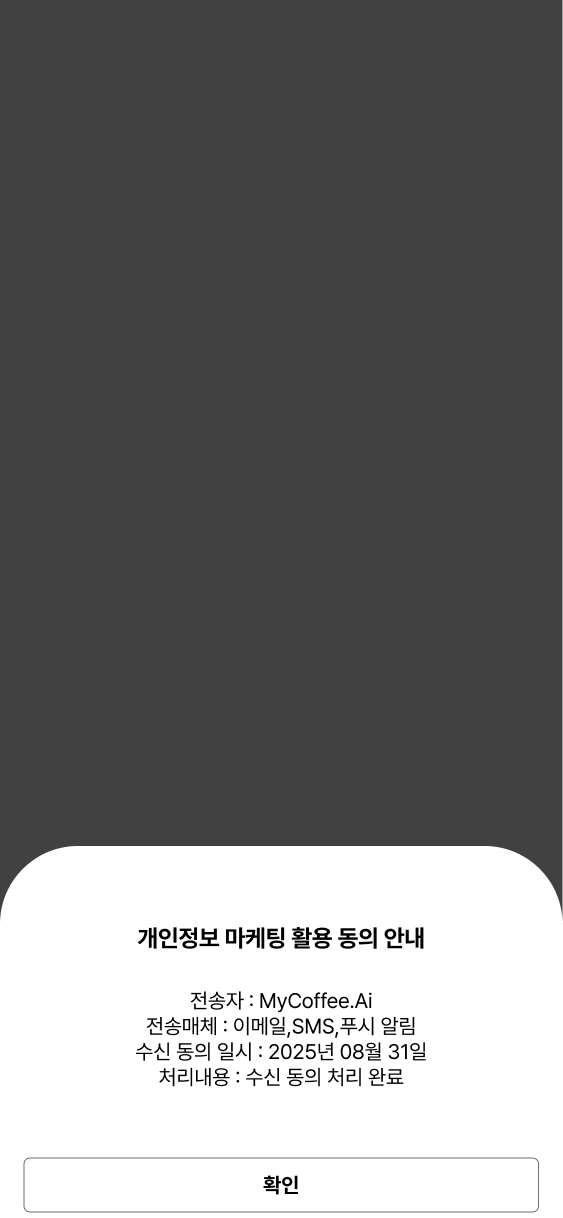 개인정보 마케팅 활용 동의 안내
전송자 : MyCoffee.Ai
전송매체 : 이메일,SMS,푸시 알림
수신 동의 일시 : 2025년 08월 31일
처리내용 : 수신 동의 처리 완료
확인